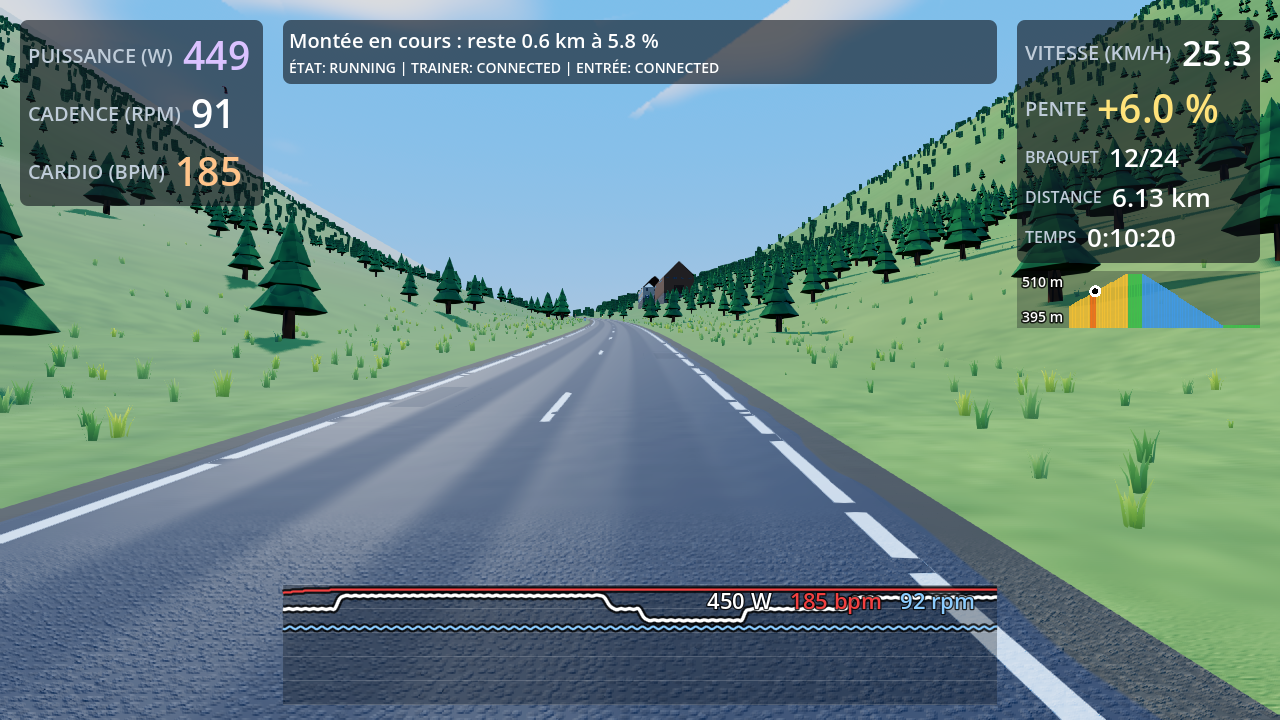 PUISSANCE (W) 449
CADENCE (RPM) 91
CARDIO (BPM) 185
Montée en cours : reste 0.6 km à 5.8 %
ÉTAT: RUNNING | TRAINER: CONNECTED | ENTRÉE: CONNECTED
VITESSE (KM/H) 25.3
PENTE +6.0 %
BRAQUET 12/24
DISTANCE 6.13 km
TEMPS 0:10:20
510 m
395 m
450 W 185 bpm 92 rpm